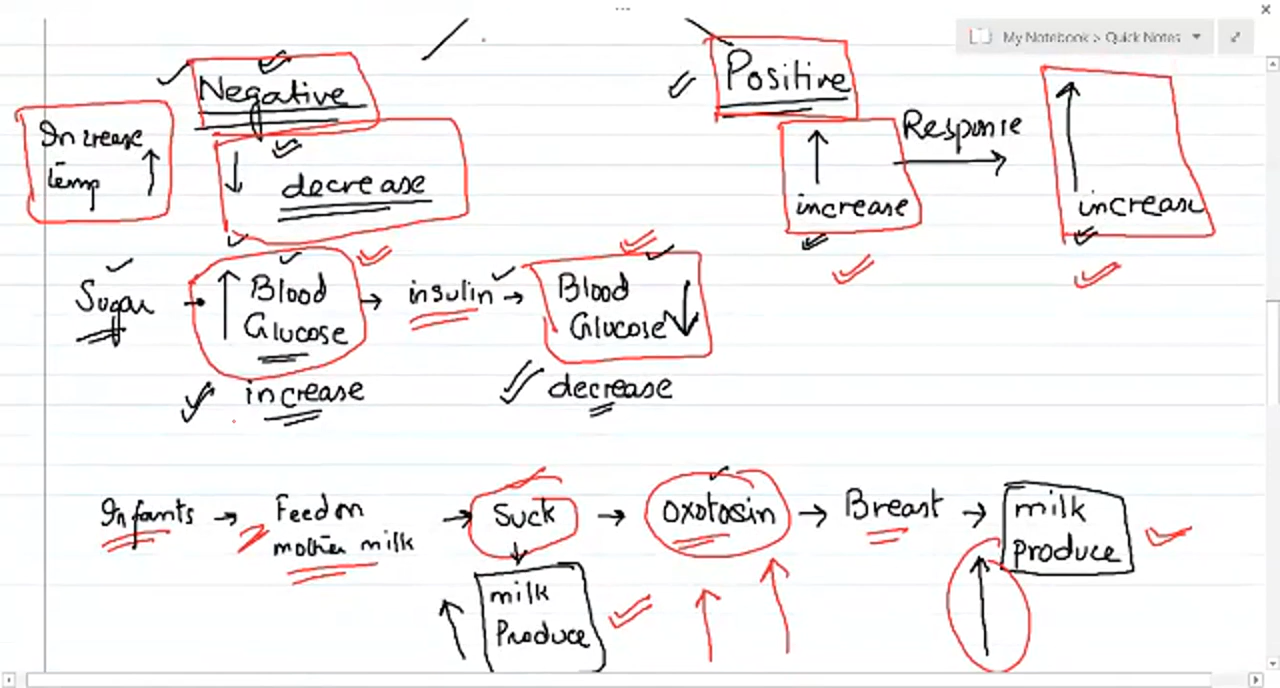 My Notebook > Quick Notes
Negative
Positive
Increase
temp ↑
↓ decrease
↑
increase
Response
→
↑
increase
Sugar → ↑ Blood Glucose → insulin → Blood Glucose ↓
increase
decrease
Infants → Feed on mother milk → Suck → oxotosin → Breast → milk produce ↑
↓
↑ milk Produce